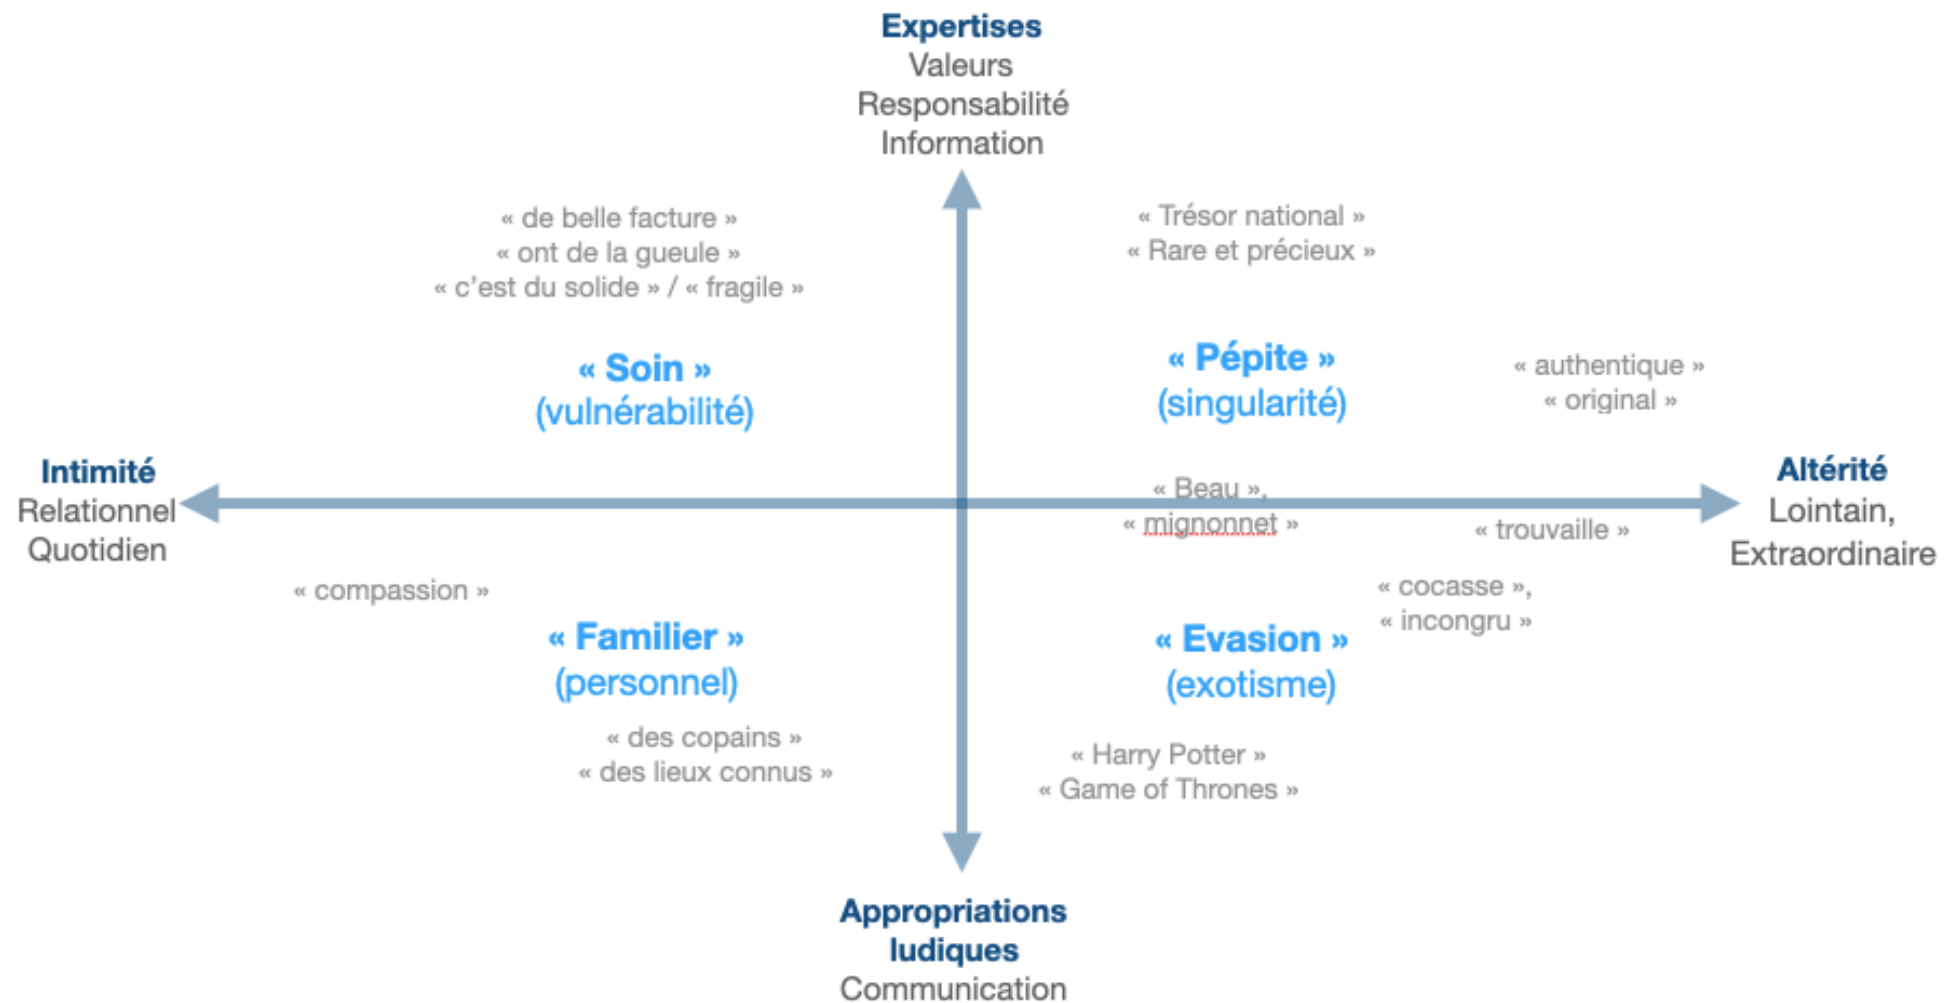 Expertises
Valeurs
Responsabilité
Information
« de belle facture »
« ont de la gueule »
« c’est du solide » / « fragile »
« Trésor national »
« Rare et précieux »
« Soin »
(vulnérabilité)
« Pépite »
(singularité)
« authentique »
« original »
Intimité
Relationnel
Quotidien
« Beau »,
« mignonnet »
« trouvaille »
Altérité
Lointain,
Extraordinaire
« compassion »
« Familier »
(personnel)
« des copains »
« des lieux connus »
« cocasse »,
« incongru »
« Evasion »
(exotisme)
« Harry Potter »
« Game of Thrones »
Appropriations
ludiques
Communication